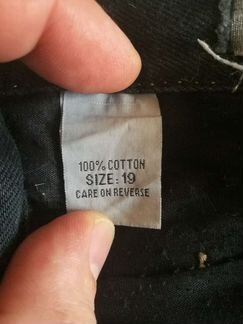 100% COTTON
SIZE: 19
CARE ON REVERSE